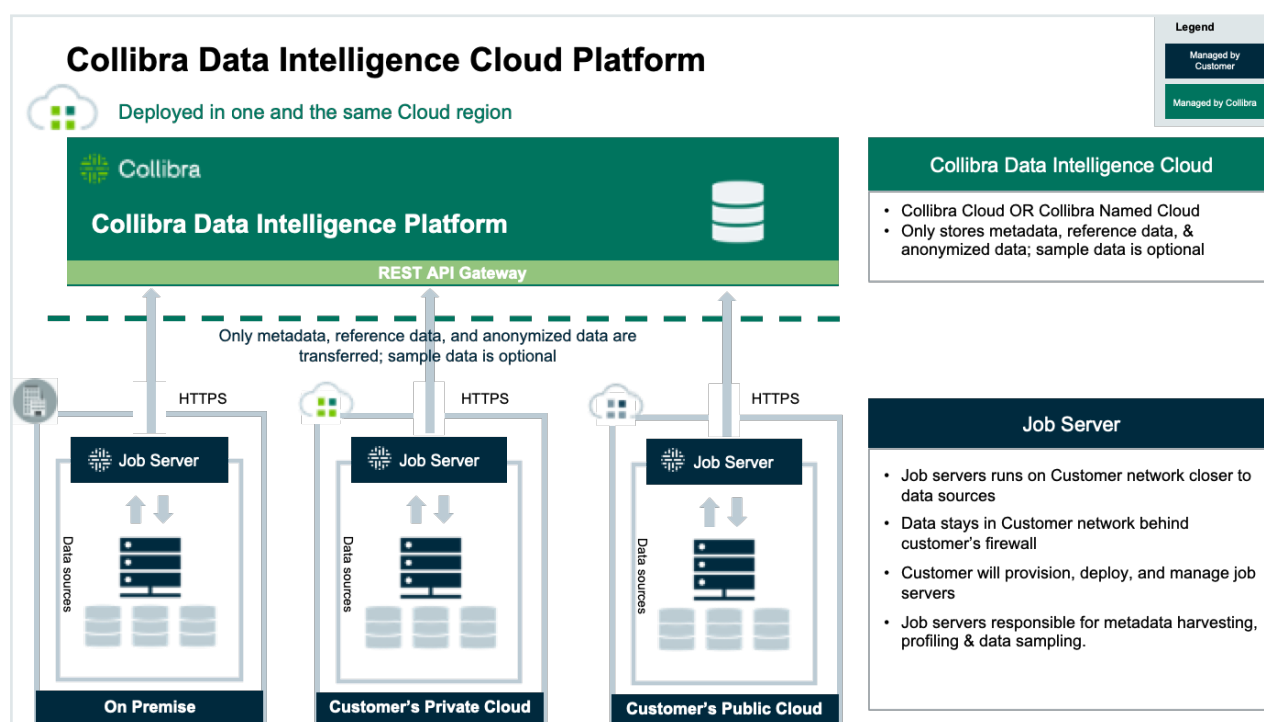 Legend
Managed by
Customer
Managed by Collibra
Collibra Data Intelligence Cloud Platform
Deployed in one and the same Cloud region
Collibra
Collibra Data Intelligence Platform
REST API Gateway
Collibra Data Intelligence Cloud
• Collibra Cloud OR Collibra Named Cloud
• Only stores metadata, reference data, &
anonymized data; sample data is optional
Only metadata, reference data, and anonymized data are
transferred; sample data is optional
HTTPS
Job Server
Data sources
On Premise
HTTPS
Job Server
Data sources
Customer's Private Cloud
HTTPS
Job Server
Data sources
Customer's Public Cloud
Job Server
• Job servers runs on Customer network closer to
data sources
• Data stays in Customer network behind
customer's firewall
• Customer will provision, deploy, and manage job
servers
• Job servers responsible for metadata harvesting,
profiling & data sampling.